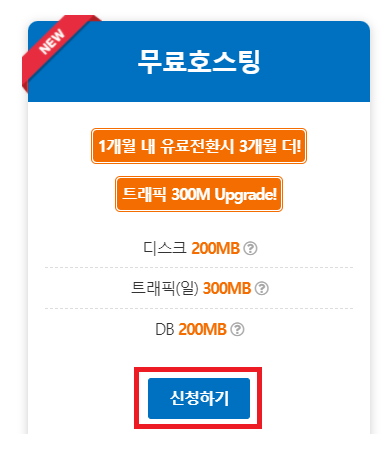 NEW
무료호스팅
1개월 내 유료전환시 3개월 더!
트래픽 300M Upgrade!
디스크 200MB ?
트래픽(일) 300MB ?
DB 200MB ?
신청하기